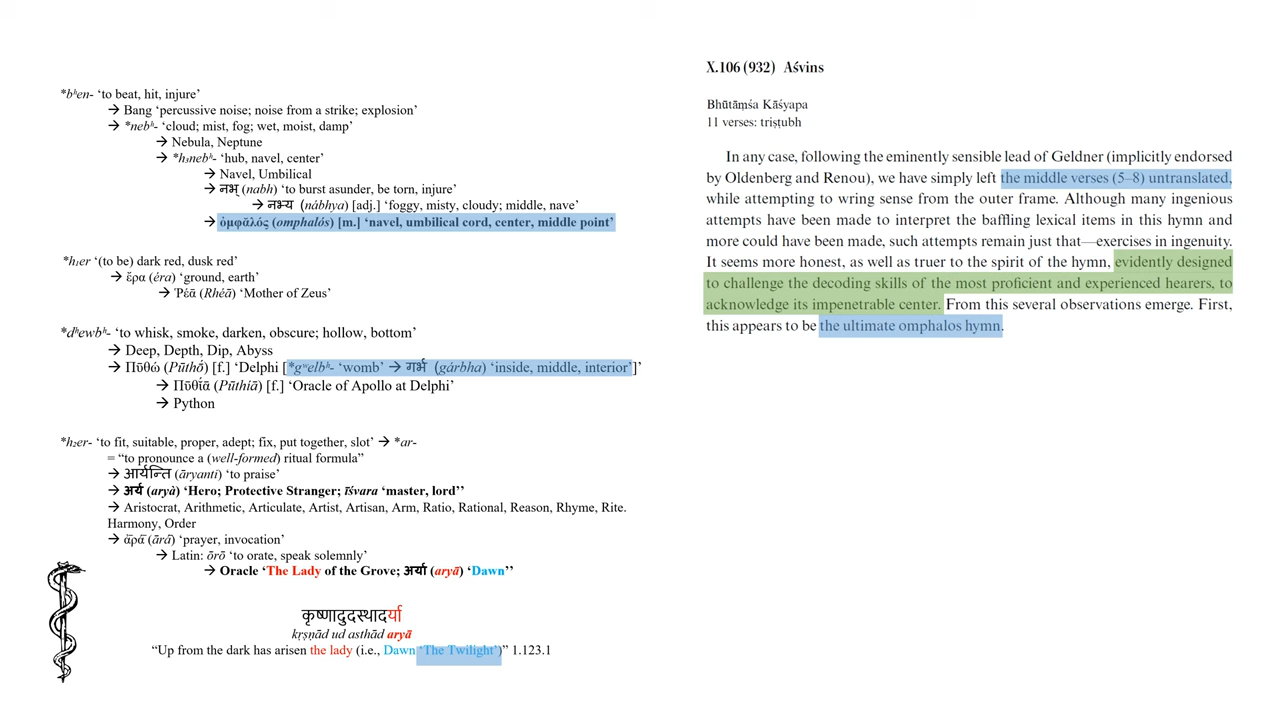 *bʰen- ‘to beat, hit, injure’
→ Bang ‘percussive noise; noise from a strike; explosion’
→ *nebʰ- ‘cloud; mist, fog; wet, moist, damp’
→ Nebula, Neptune
→ *h₃nebʰ- ‘hub, navel, center’
→ Navel, Umbilical
→ नभ् (nabh) ‘to burst asunder, be torn, injure’
→ नभ्य (nábhya) [adj.] ‘foggy, misty, cloudy; middle, nave’
→ ὀμφᾰλός (omphalós) [m.] ‘navel, umbilical cord, center, middle point’
*h₁er ‘(to be) dark red, dusk red’
→ ἔρα (éra) ‘ground, earth’
→ Ῥέᾱ (Rhéā) ‘Mother of Zeus’
*dʰewbʰ- ‘to whisk, smoke, darken, obscure; hollow, bottom’
→ Deep, Depth, Dip, Abyss
→ Πῡθώ (Pūthṓ) [f.] ‘Delphi [*gʷelbʰ- ‘womb’ → गर्भ (gárbha) ‘inside, middle, interior’]’
→ Πῡθῐ́ᾱ (Pūthíā) [f.] ‘Oracle of Apollo at Delphi’
→ Python
*h₂er- ‘to fit, suitable, proper, adept; fix, put together, slot’ → *ar-
= “to pronounce a (well-formed) ritual formula”
→ आर्यन्ति (āryanti) ‘to praise’
→ अर्य (aryà) ‘Hero; Protective Stranger; īśvara ‘master, lord’’
→ Aristocrat, Arithmetic, Articulate, Artist, Artisan, Arm, Ratio, Rational, Reason, Rhyme, Rite.
Harmony, Order
→ ᾱ̓ρᾱ́ (ārā́) ‘prayer, invocation’
→ Latin: ōrō ‘to orate, speak solemnly’
→ Oracle ‘The Lady of the Grove; अर्या (aryā) ‘Dawn’’
कृष्णादुदस्थादर्या
kṛṣṇād ud asthād aryā
“Up from the dark has arisen the lady (i.e., Dawn ‘The Twilight’)” 1.123.1
X.106 (932) Aśvins
Bhūtāṃśa Kāśyapa
11 verses: triṣṭubh
In any case, following the eminently sensible lead of Geldner (implicitly endorsed
by Oldenberg and Renou), we have simply left the middle verses (5–8) untranslated,
while attempting to wring sense from the outer frame. Although many ingenious
attempts have been made to interpret the baffling lexical items in this hymn and
more could have been made, such attempts remain just that—exercises in ingenuity.
It seems more honest, as well as truer to the spirit of the hymn, evidently designed
to challenge the decoding skills of the most proficient and experienced hearers, to
acknowledge its impenetrable center. From this several observations emerge. First,
this appears to be the ultimate omphalos hymn.